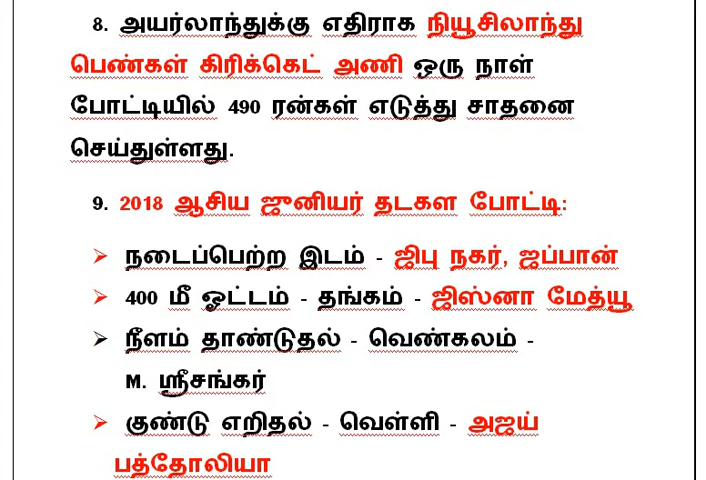 8. அயர்லாந்துக்கு எதிராக நியூசிலாந்து
பெண்கள் கிரிக்கெட் அணி ஒரு நாள்
போட்டியில் 490 ரன்கள் எடுத்து சாதனை
செய்துள்ளது.
9. 2018 ஆசிய ஜுனியர் தடகள போட்டி:
➢ நடைப்பெற்ற இடம் - ஜிபு நகர், ஜப்பான்
➢ 400 மீ ஓட்டம் - தங்கம் - ஜிஸ்னா மேத்யூ
➢ நீளம் தாண்டுதல் - வெண்கலம் -
M. ஸ்ரீசங்கர்
➢ குண்டு எறிதல் - வெள்ளி - அஜய்
பத்தோலியா